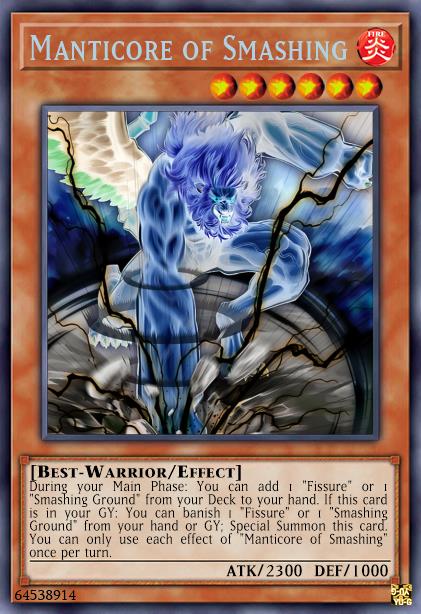 Manticore of Smashing
FIRE
炎
[Best-Warrior/Effect]
During your Main Phase: You can add 1 "Fissure" or 1
"Smashing Ground" from your Deck to your hand. If this card
is in your GY: You can banish 1 "Fissure" or 1 "Smashing
Ground" from your hand or GY; Special Summon this card.
You can only use each effect of "Manticore of Smashing"
once per turn.
ATK/2300 DEF/1000
64538914